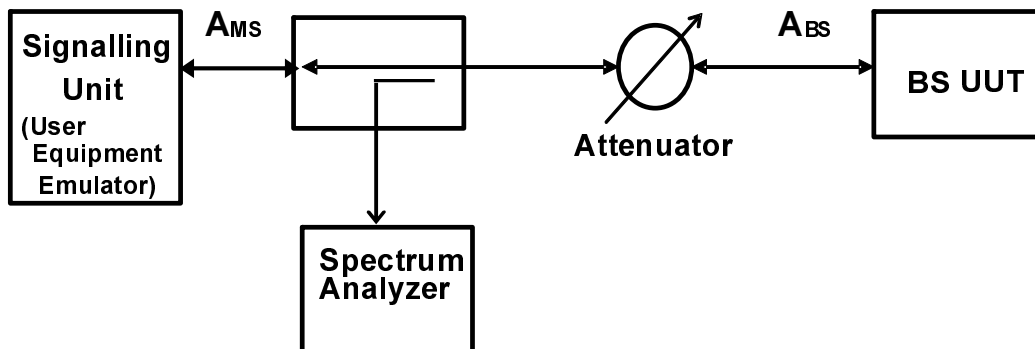 Signalling
Unit
(User
Equipment
Emulator)
AMS
Attenuator
ABS
BS UUT
Spectrum
Analyzer